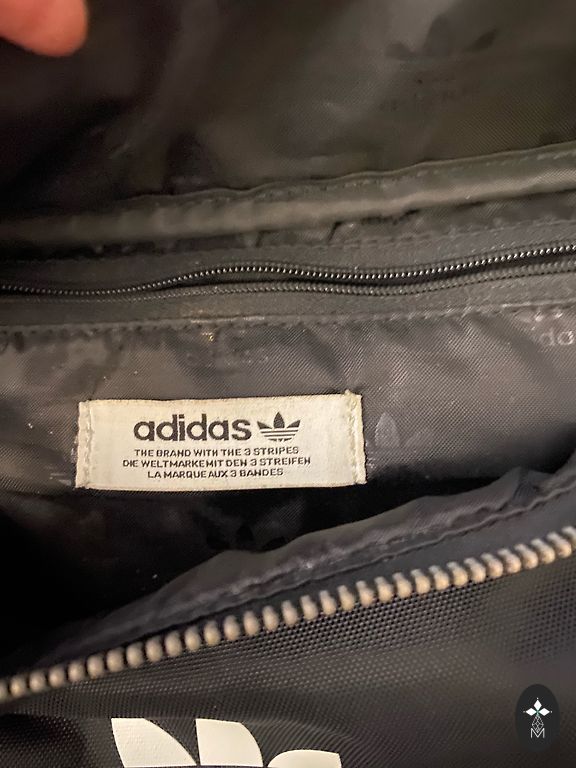 adidas
THE BRAND WITH THE 3 STRIPES
DIE WELTMARKE MIT DEN 3 STREIFEN
LA MARQUE AUX 3 BANDES